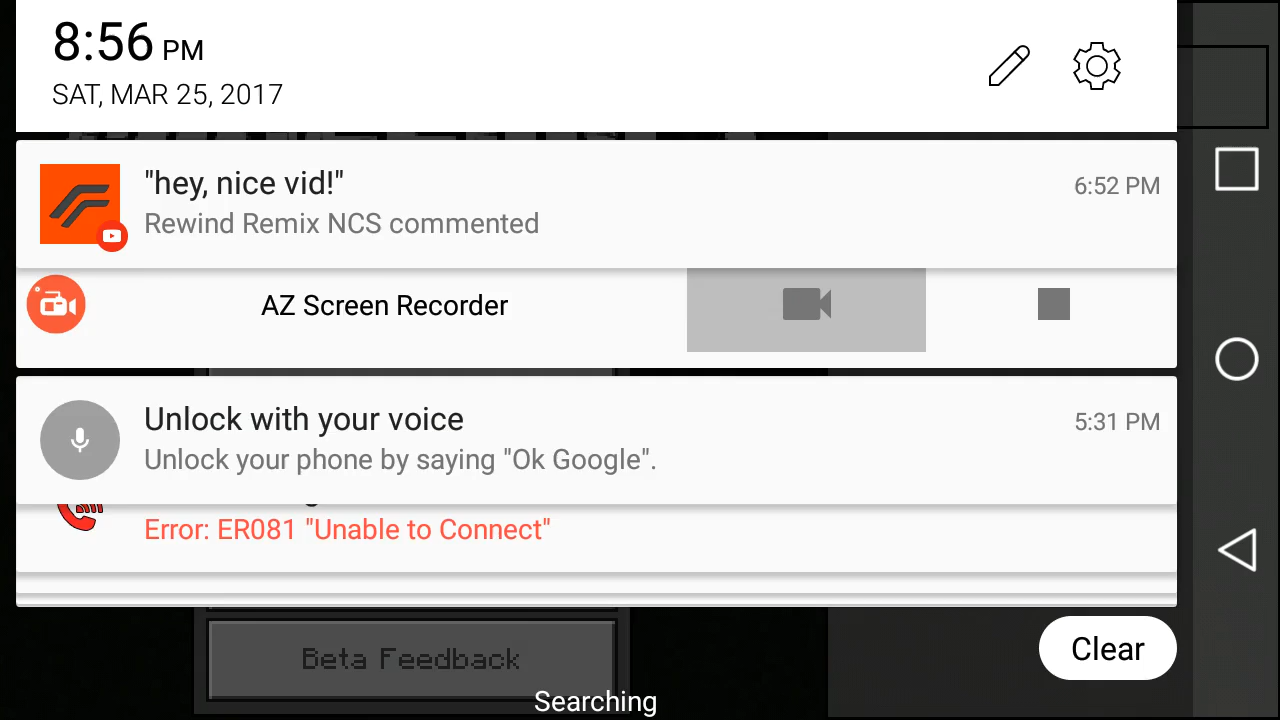 8:56 PM
SAT, MAR 25, 2017
"hey, nice vid!"
6:52 PM
Rewind Remix NCS commented
AZ Screen Recorder
Unlock with your voice
5:31 PM
Unlock your phone by saying "Ok Google".
Error: ER081 "Unable to Connect"
Beta Feedback
Clear
Searching